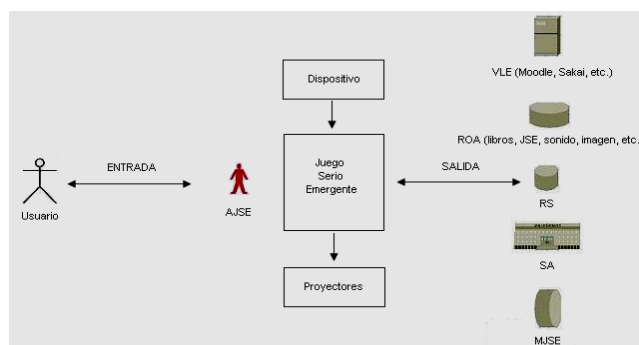 VLE (Moodle, Sakai, etc.)
Dispositivo
ROA (libros, JSE, sonido, imagen, etc.
ENTRADA
Juego
Serio
Emergente
SALIDA
Usuario
AJSE
RS
SA
Proyectores
MJSE